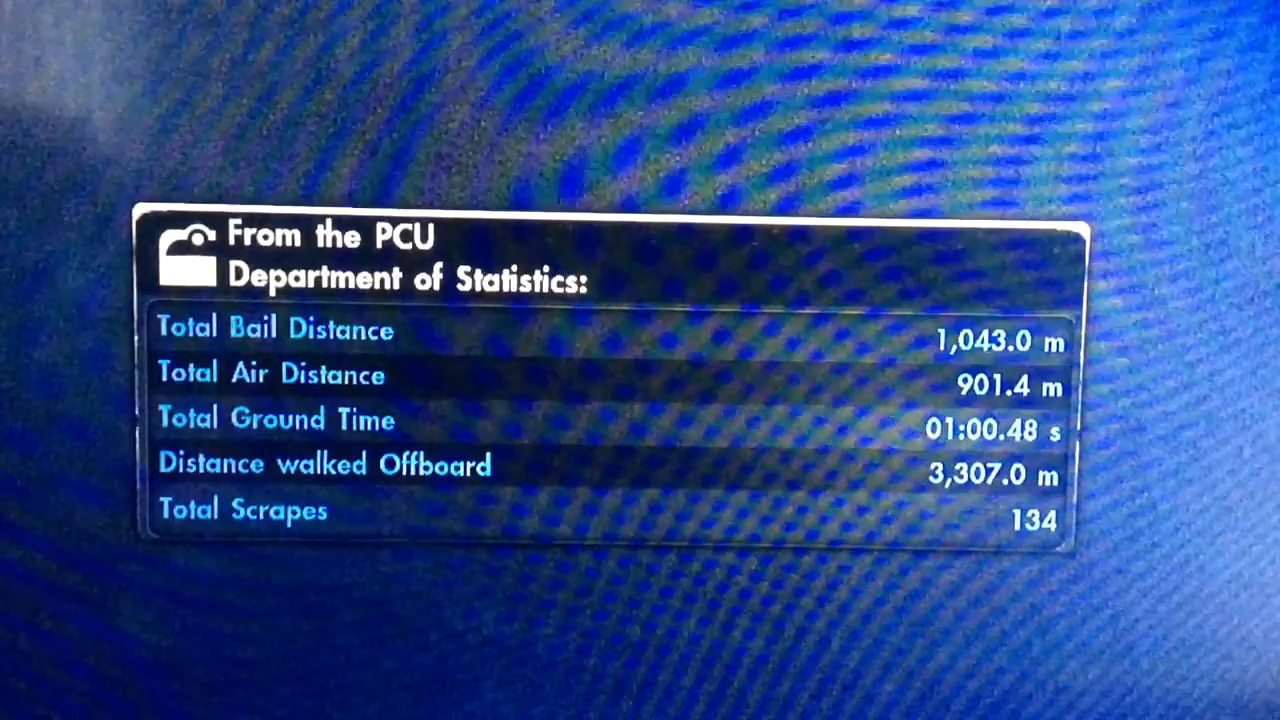 From the PCU
Department of Statistics:
Total Bail Distance 1,043.0 m
Total Air Distance 901.4 m
Total Ground Time 01:00.48 s
Distance walked Offboard 3,307.0 m
Total Scrapes 134